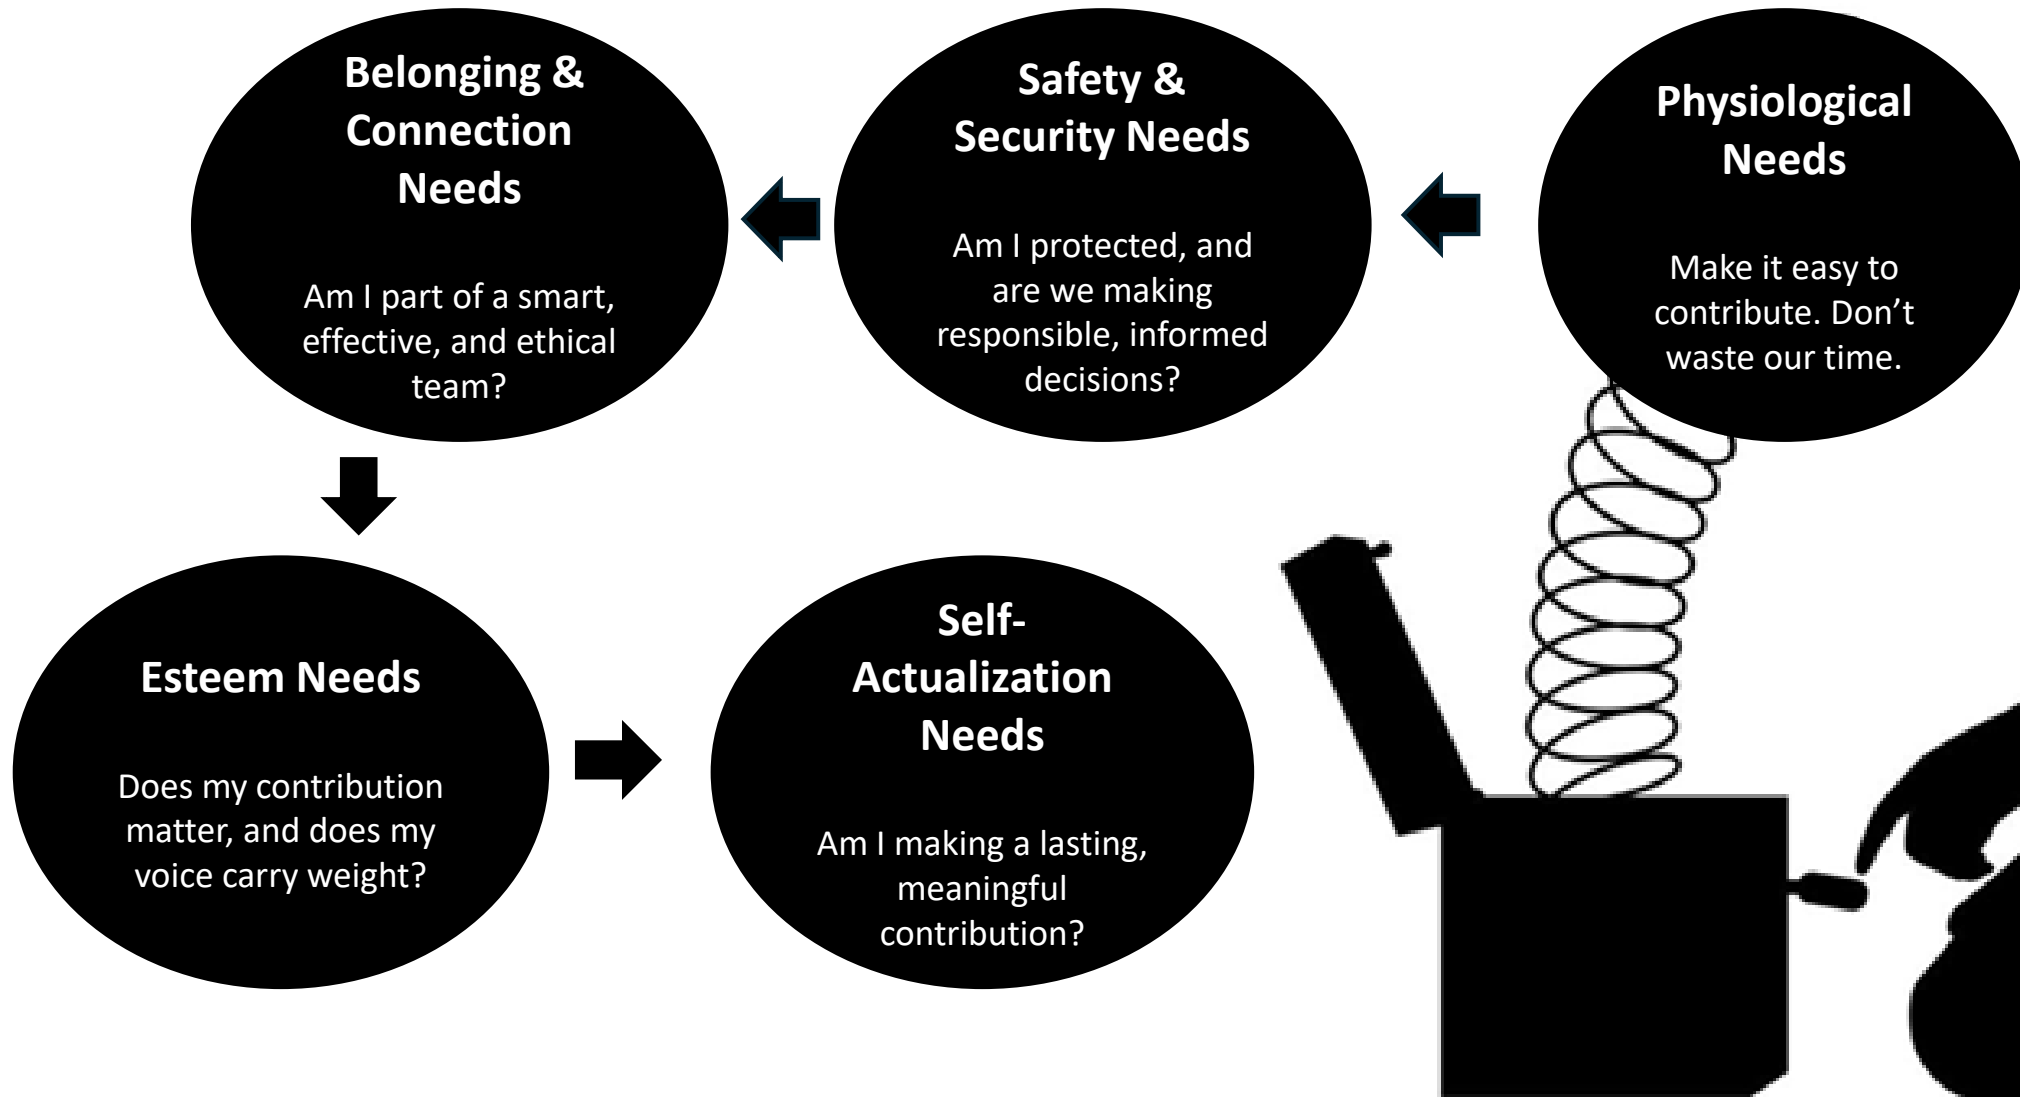 Belonging &
Connection
Needs
Am I part of a smart,
effective, and ethical
team?
Safety &
Security Needs
Am I protected, and
are we making
responsible, informed
decisions?
Physiological
Needs
Make it easy to
contribute. Don’t
waste our time.
Esteem Needs
Does my contribution
matter, and does my
voice carry weight?
Self-
Actualization
Needs
Am I making a lasting,
meaningful
contribution?